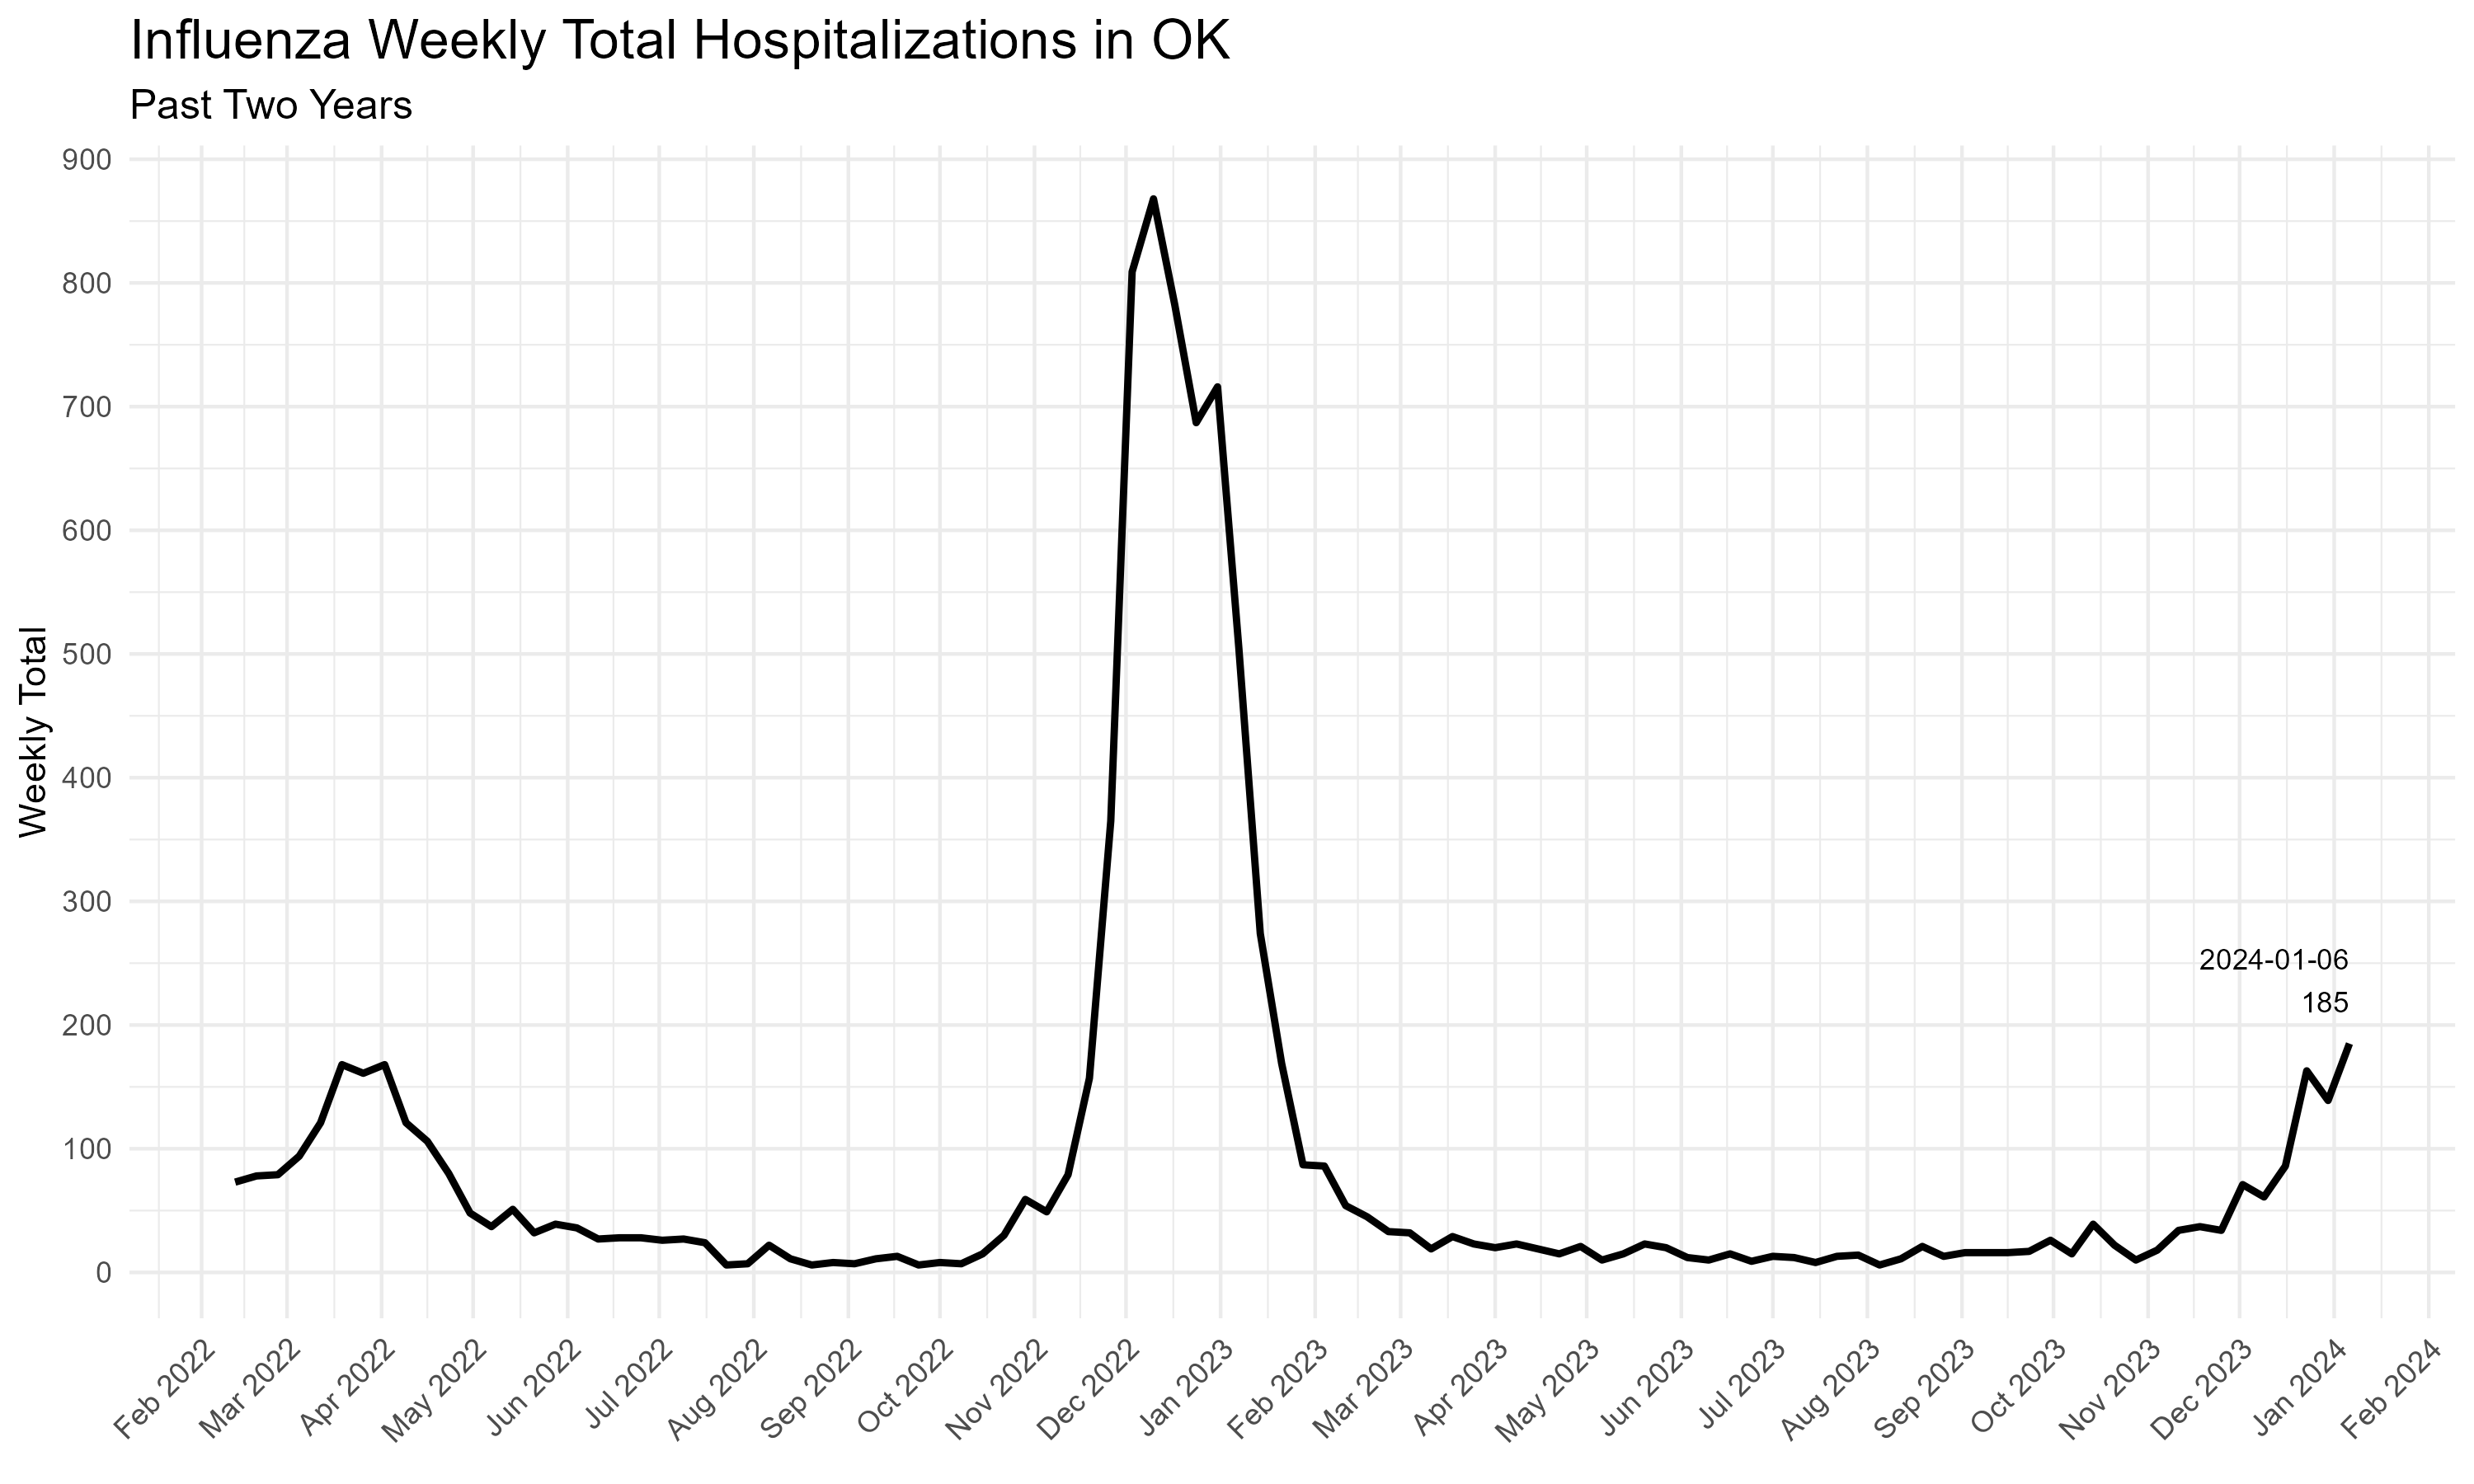 Influenza Weekly Total Hospitalizations in OK
Past Two Years
Weekly Total
900
800
700
600
500
400
300
200
100
0
2024-01-06
185
Feb 2022
Mar 2022
Apr 2022
May 2022
Jun 2022
Jul 2022
Aug 2022
Sep 2022
Oct 2022
Nov 2022
Dec 2022
Jan 2023
Feb 2023
Mar 2023
Apr 2023
May 2023
Jun 2023
Jul 2023
Aug 2023
Sep 2023
Oct 2023
Nov 2023
Dec 2023
Jan 2024
Feb 2024